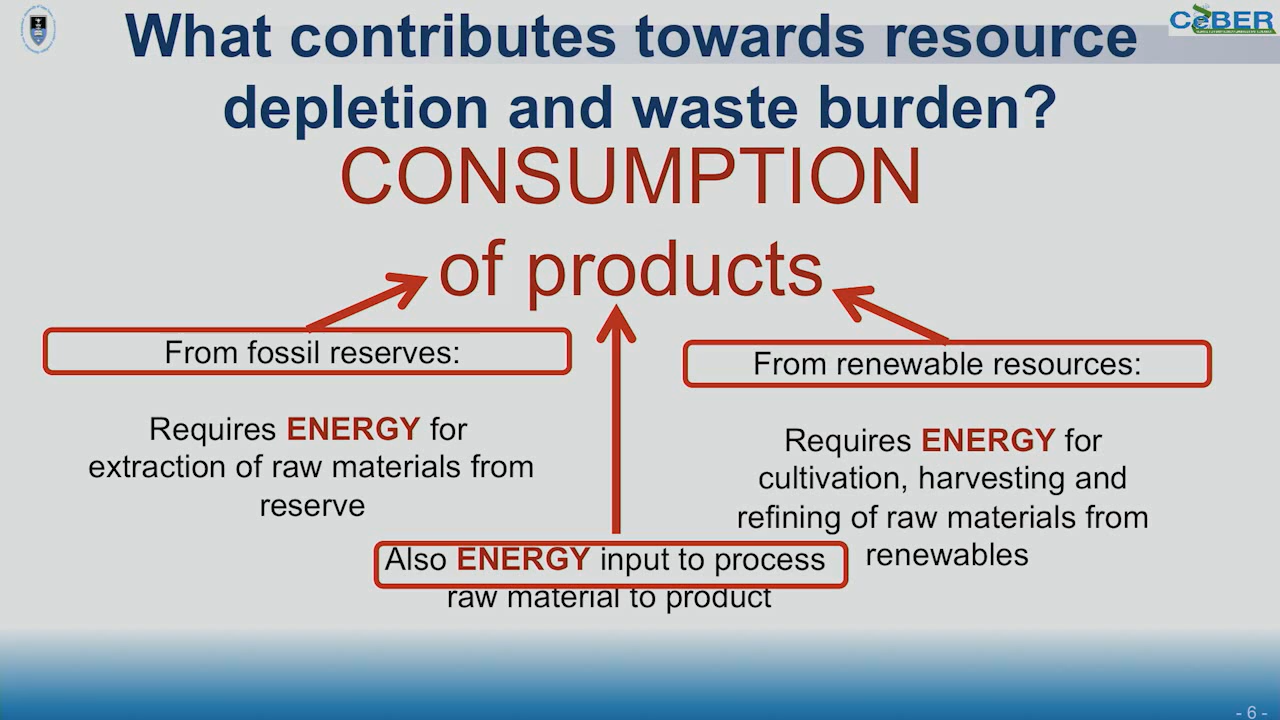 What contributes towards resource
depletion and waste burden?
CeBER
CONSUMPTION
of products
From fossil reserves:
Requires ENERGY for
extraction of raw materials from
reserve
From renewable resources:
Requires ENERGY for
cultivation, harvesting and
refining of raw materials from
renewables
Also ENERGY input to process
raw material to product
- 6 -